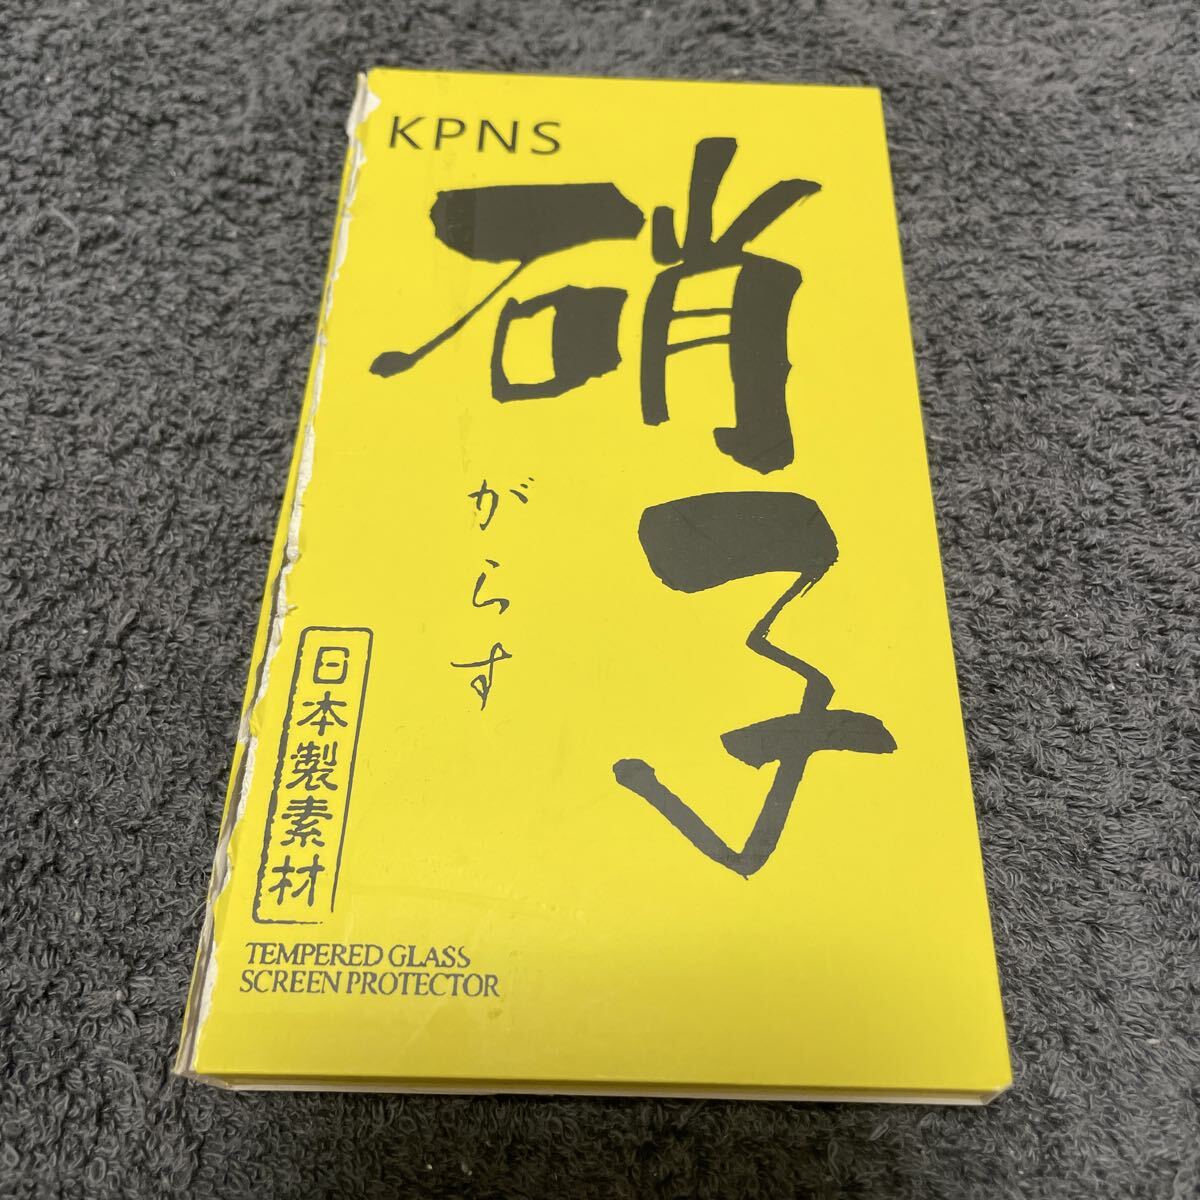 KPNS
硝子
がらす
日本製素材
TEMPERED GLASS
SCREEN PROTECTOR